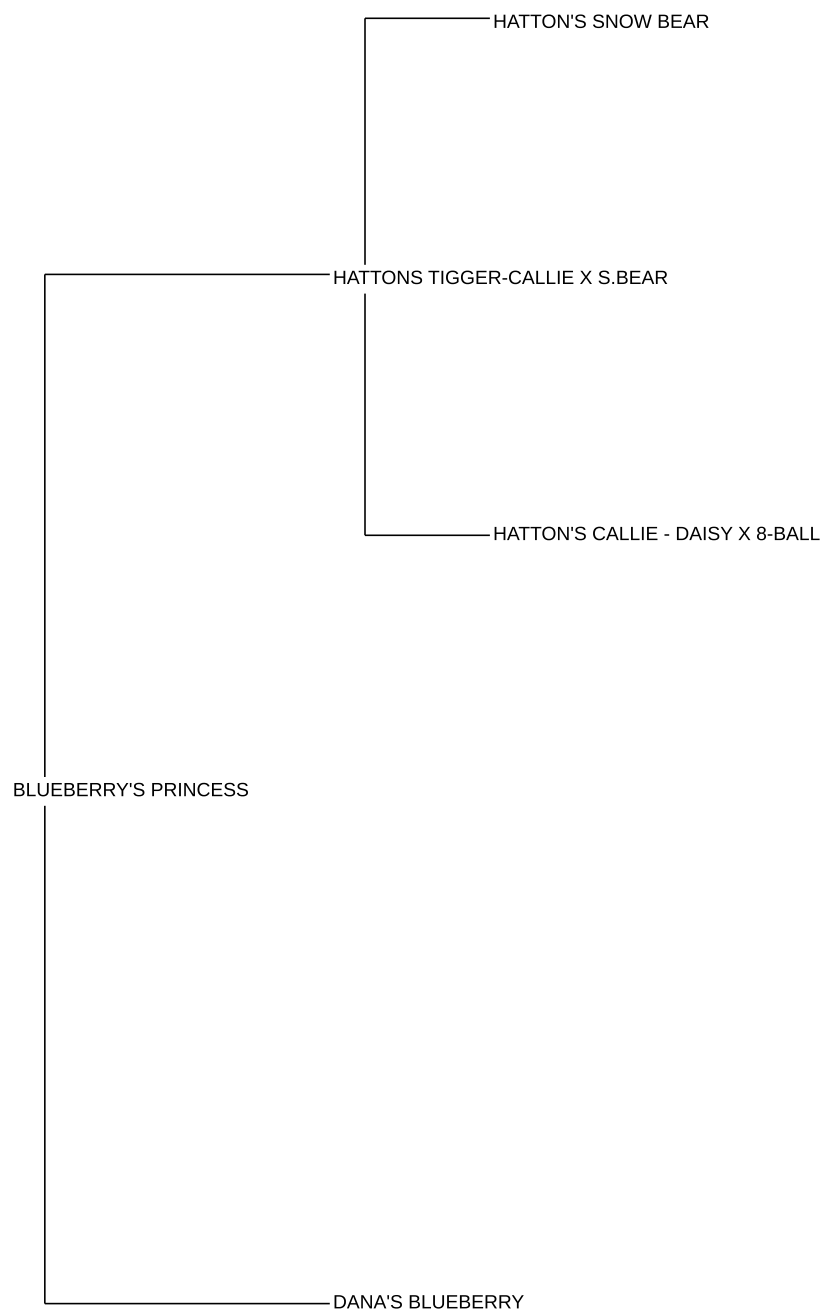 HATTON'S SNOW BEAR
HATTONS TIGGER-CALLIE X S.BEAR
HATTON'S CALLIE - DAISY X 8-BALL
BLUEBERRY'S PRINCESS
DANA'S BLUEBERRY